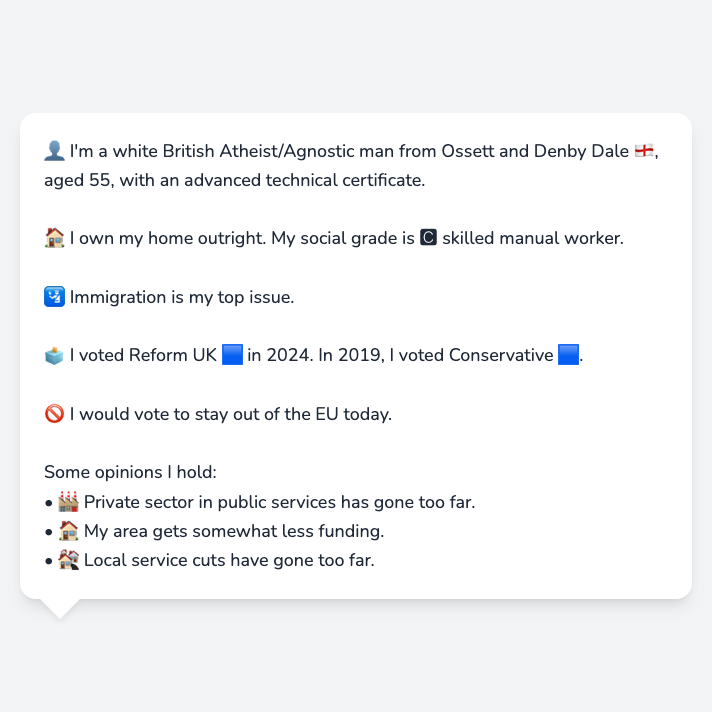 👤 I'm a white British Atheist/Agnostic man from Ossett and Denby Dale 🏴󠁧󠁢󠁥󠁮󠁧󠁿,
aged 55, with an advanced technical certificate.
🏠 I own my home outright. My social grade is 🅲 skilled manual worker.
🛂 Immigration is my top issue.
🗳️ I voted Reform UK 🟦 in 2024. In 2019, I voted Conservative 🟦.
🚫 I would vote to stay out of the EU today.
Some opinions I hold:
• 🏭 Private sector in public services has gone too far.
• 🏠 My area gets somewhat less funding.
• 🏚️ Local service cuts have gone too far.